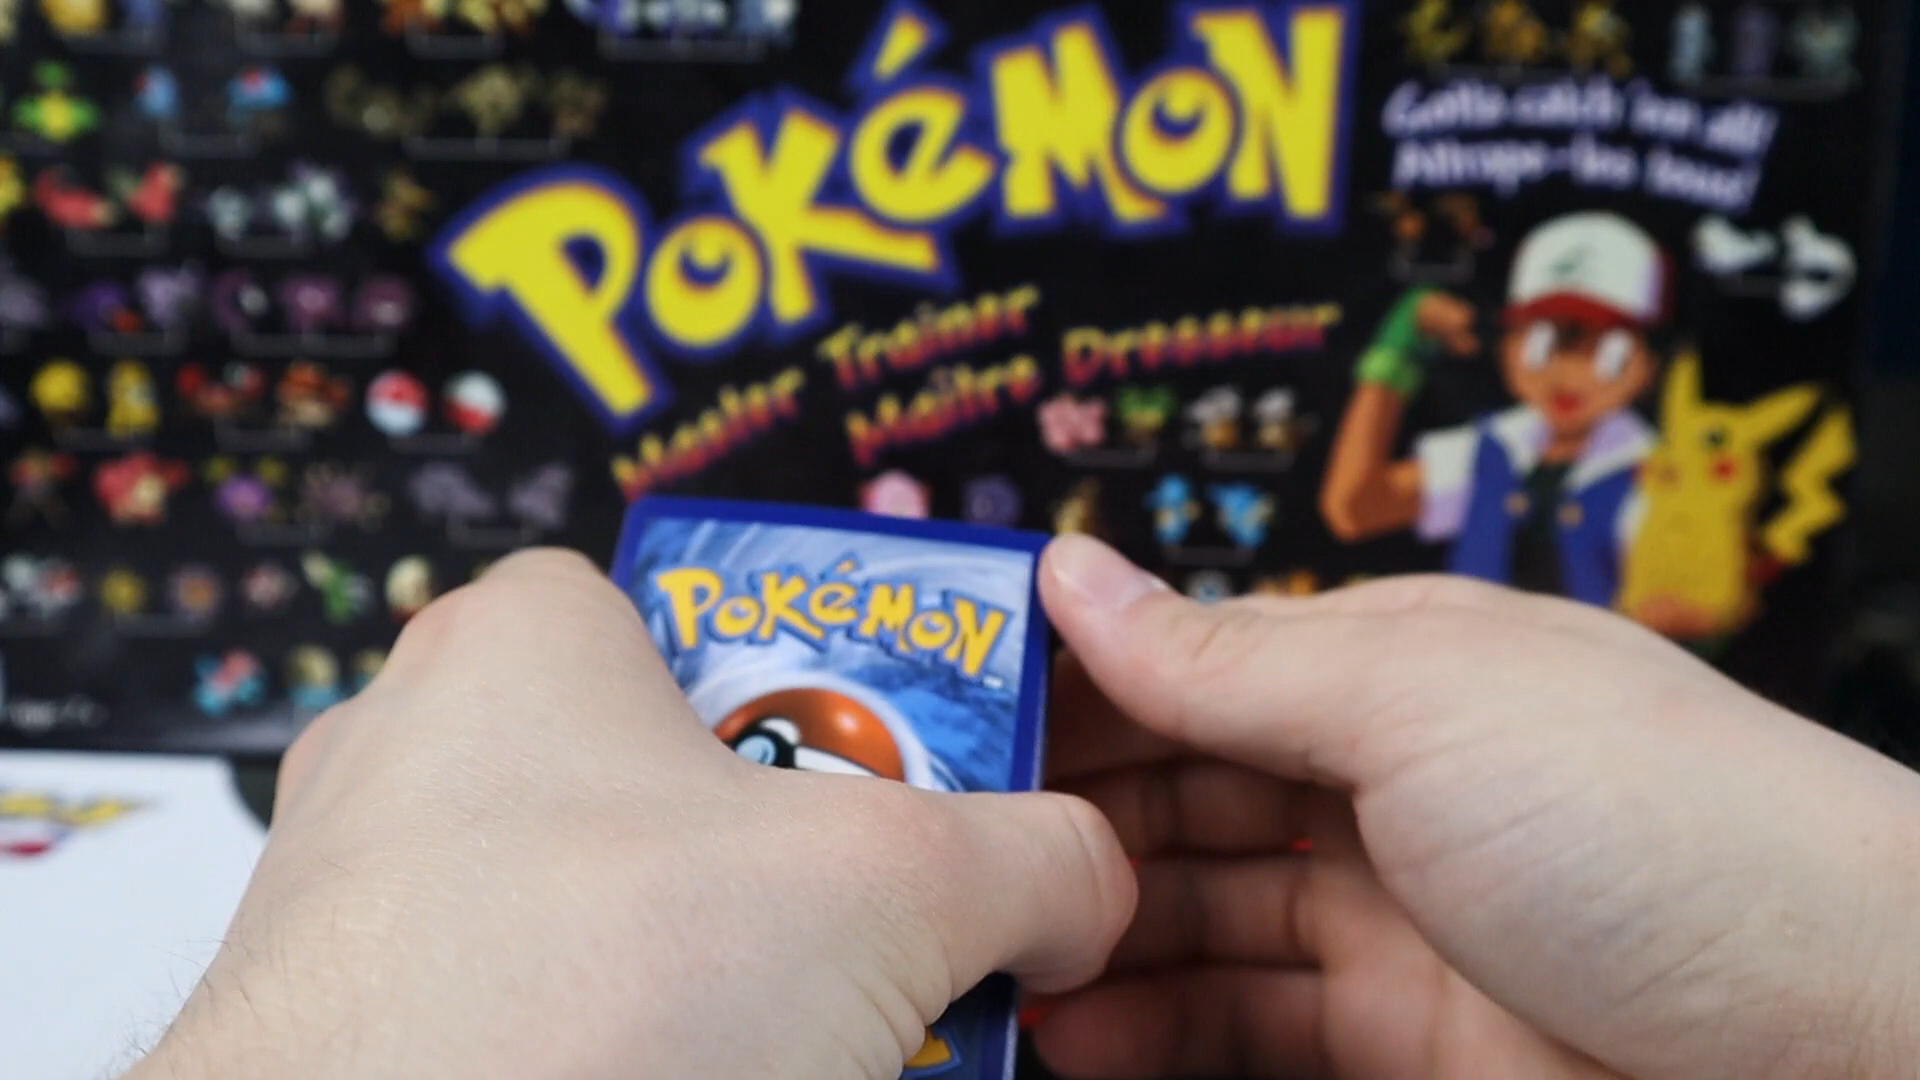 Pokémon
Gotta catch 'em all!
Attrape-les tous!
Master Trainer
Maître Dresseur
Pokémon